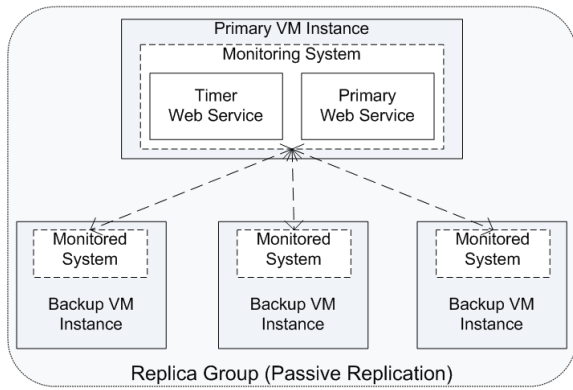 Primary VM Instance
Monitoring System
Timer
Web Service
Primary
Web Service
Monitored
System
Backup VM
Instance
Monitored
System
Backup VM
Instance
Monitored
System
Backup VM
Instance
Replica Group (Passive Replication)